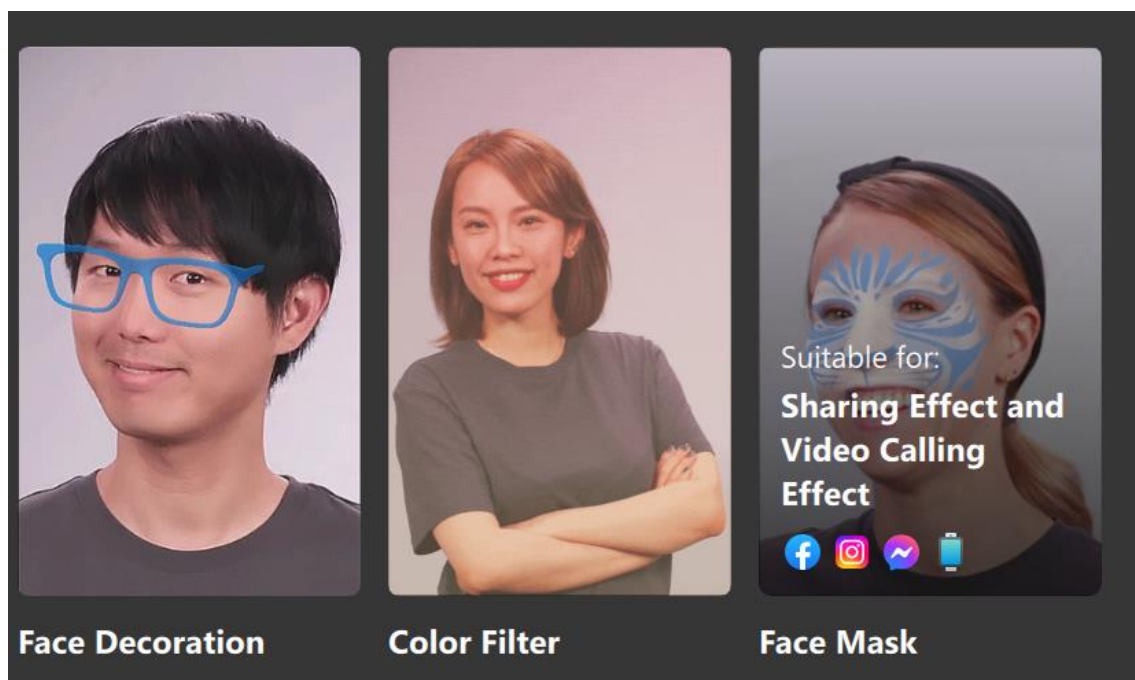 Suitable for:
Sharing Effect and
Video Calling
Effect
Face Decoration
Color Filter
Face Mask